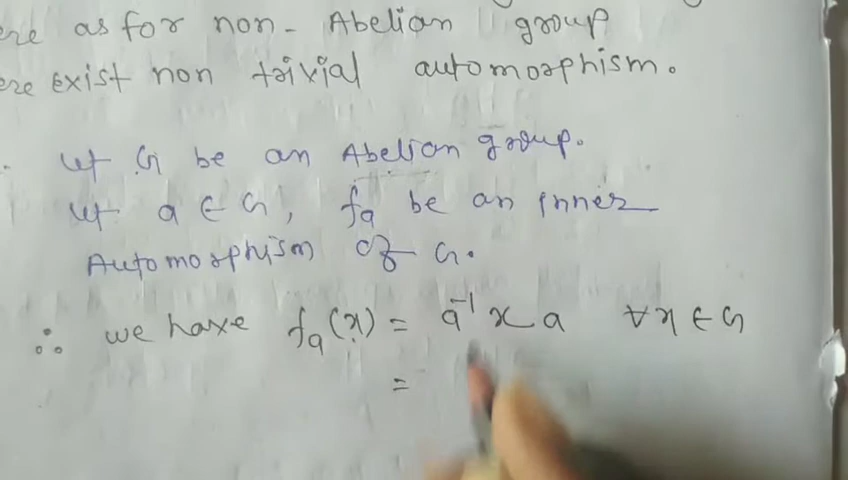 as for non- Abelian group
exist non trivial automorphism.
Let G be an Abelian group.
Let a ∈ G, fa be an inner
Automorphism of G.
∴ we have fa(x) = a⁻¹ x a ∀ x ∈ G
=